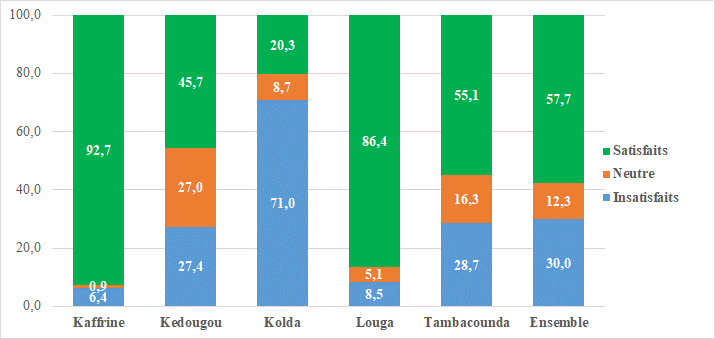 100,0
80,0
60,0
40,0
20,0
0,0
92,7
0,9
6,4
45,7
27,0
27,4
20,3
8,7
71,0
86,4
5,1
8,5
55,1
16,3
28,7
57,7
12,3
30,0
Kaffrine
Kedougou
Kolda
Louga
Tambacounda
Ensemble
Satisfaits
Neutre
Insatisfaits